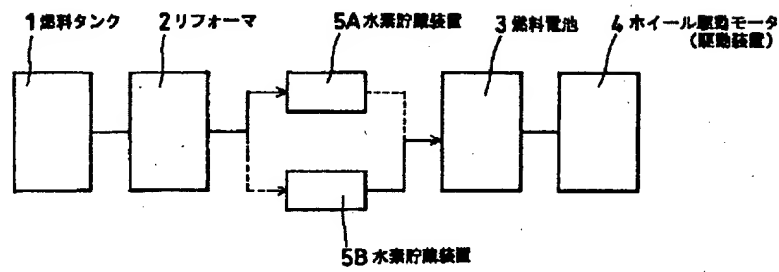 1 燃料タンク
2 リフォーマ
5A 水素貯蔵装置
3 燃料電池
4 ホイール駆動モータ
(駆動装置)
5B 水素貯蔵装置